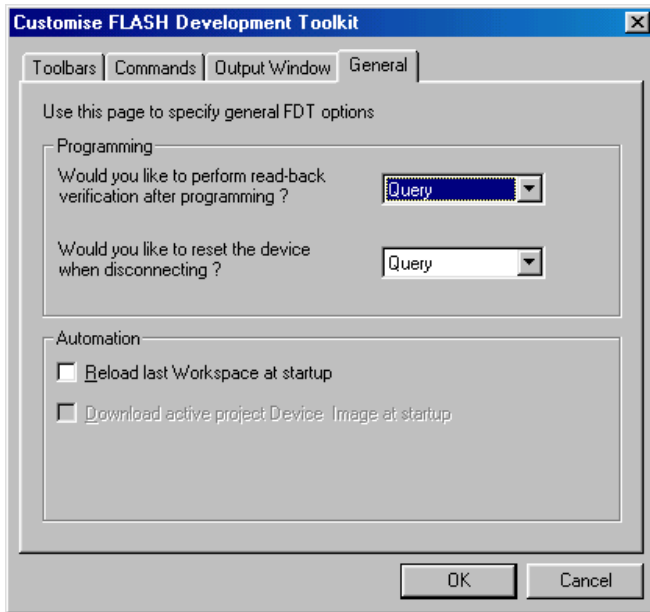 Customise FLASH Development Toolkit
Toolbars Commands Output Window General
Use this page to specify general FDT options
Programming
Would you like to perform read-back
verification after programming ?
Query
Would you like to reset the device
when disconnecting ?
Query
Automation
Reload last Workspace at startup
Download active project Device Image at startup
OK Cancel